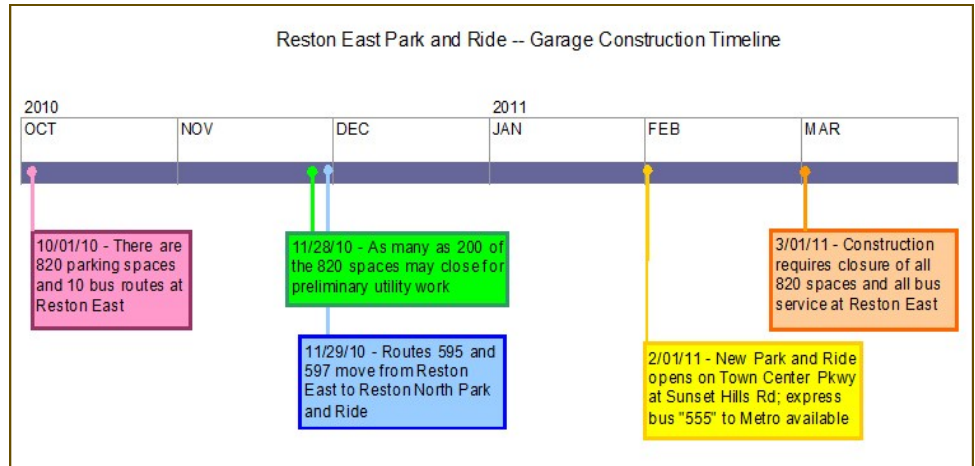 Reston East Park and Ride -- Garage Construction Timeline
2010
2011
OCT
NOV
DEC
JAN
FEB
MAR
10/01/10 - There are
820 parking spaces
and 10 bus routes at
Reston East
11/28/10 - As many as 200 of
the 820 spaces may close for
preliminary utility work
11/29/10 - Routes 595 and
597 move from Reston
East to Reston North Park
and Ride
2/01/11 - New Park and Ride
opens on Town Center Pkwy
at Sunset Hills Rd; express
bus "555" to Metro available
3/01/11 - Construction
requires closure of all
820 spaces and all bus
service at Reston East